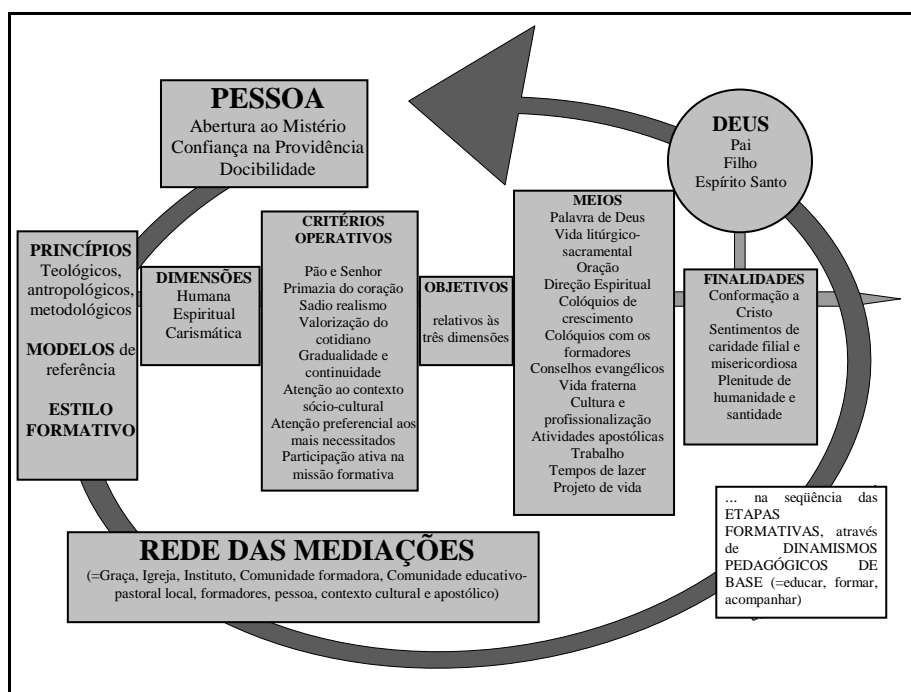 PESSOA
Abertura ao Mistério
Confiança na Providência
Docibilidade
DEUS
Pai
Filho
Espírito Santo
PRINCÍPIOS
Teológicos,
antropológicos,
metodológicos
MODELOS de
referência
ESTILO
FORMATIVO
DIMENSÕES
Humana
Espiritual
Carismática
CRITÉRIOS
OPERATIVOS
Pão e Senhor
Primazia do coração
Sadio realismo
Valorização do
cotidiano
Gradualidade e
continuidade
Atenção ao contexto
sócio-cultural
Atenção preferencial aos
mais necessitados
Participação ativa na
missão formativa
OBJETIVOS
relativos às
três dimensões
MEIOS
Palavra de Deus
Vida litúrgico-
sacramental
Oração
Direção Espiritual
Colóquios de
crescimento
Colóquios com os
formadores
Conselhos evangélicos
Vida fraterna
Cultura e
profissionalização
Atividades apostólicas
Trabalho
Tempos de lazer
Projeto de vida
FINALIDADES
Conformação a
Cristo
Sentimentos de
caridade filial e
misericordiosa
Plenitude de
humanidade e
santidade
REDE DAS MEDIAÇÕES
(=Graça, Igreja, Instituto, Comunidade formadora, Comunidade educativo-
pastoral local, formadores, pessoa, contexto cultural e apostólico)
... na seqüência das
ETAPAS
FORMATIVAS, através
de DINAMISMOS
PEDAGÓGICOS DE
BASE (=educar, formar,
acompanhar)